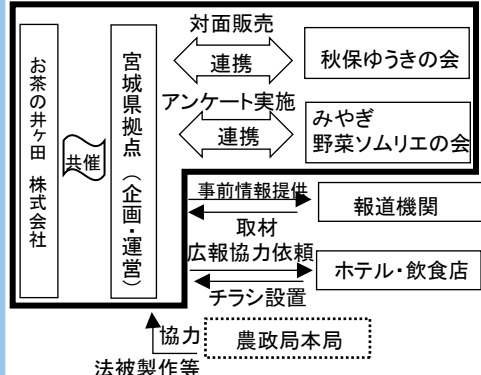 お茶の井ヶ田 株式会社
共催
宮城県拠点（企画・運営）
対面販売
連携
秋保ゆうきの会
アンケート実施
連携
みやぎ
野菜ソムリエの会
事前情報提供
取材
報道機関
広報協力依頼
チラシ設置
ホテル・飲食店
協力
法被製作等
農政局本局